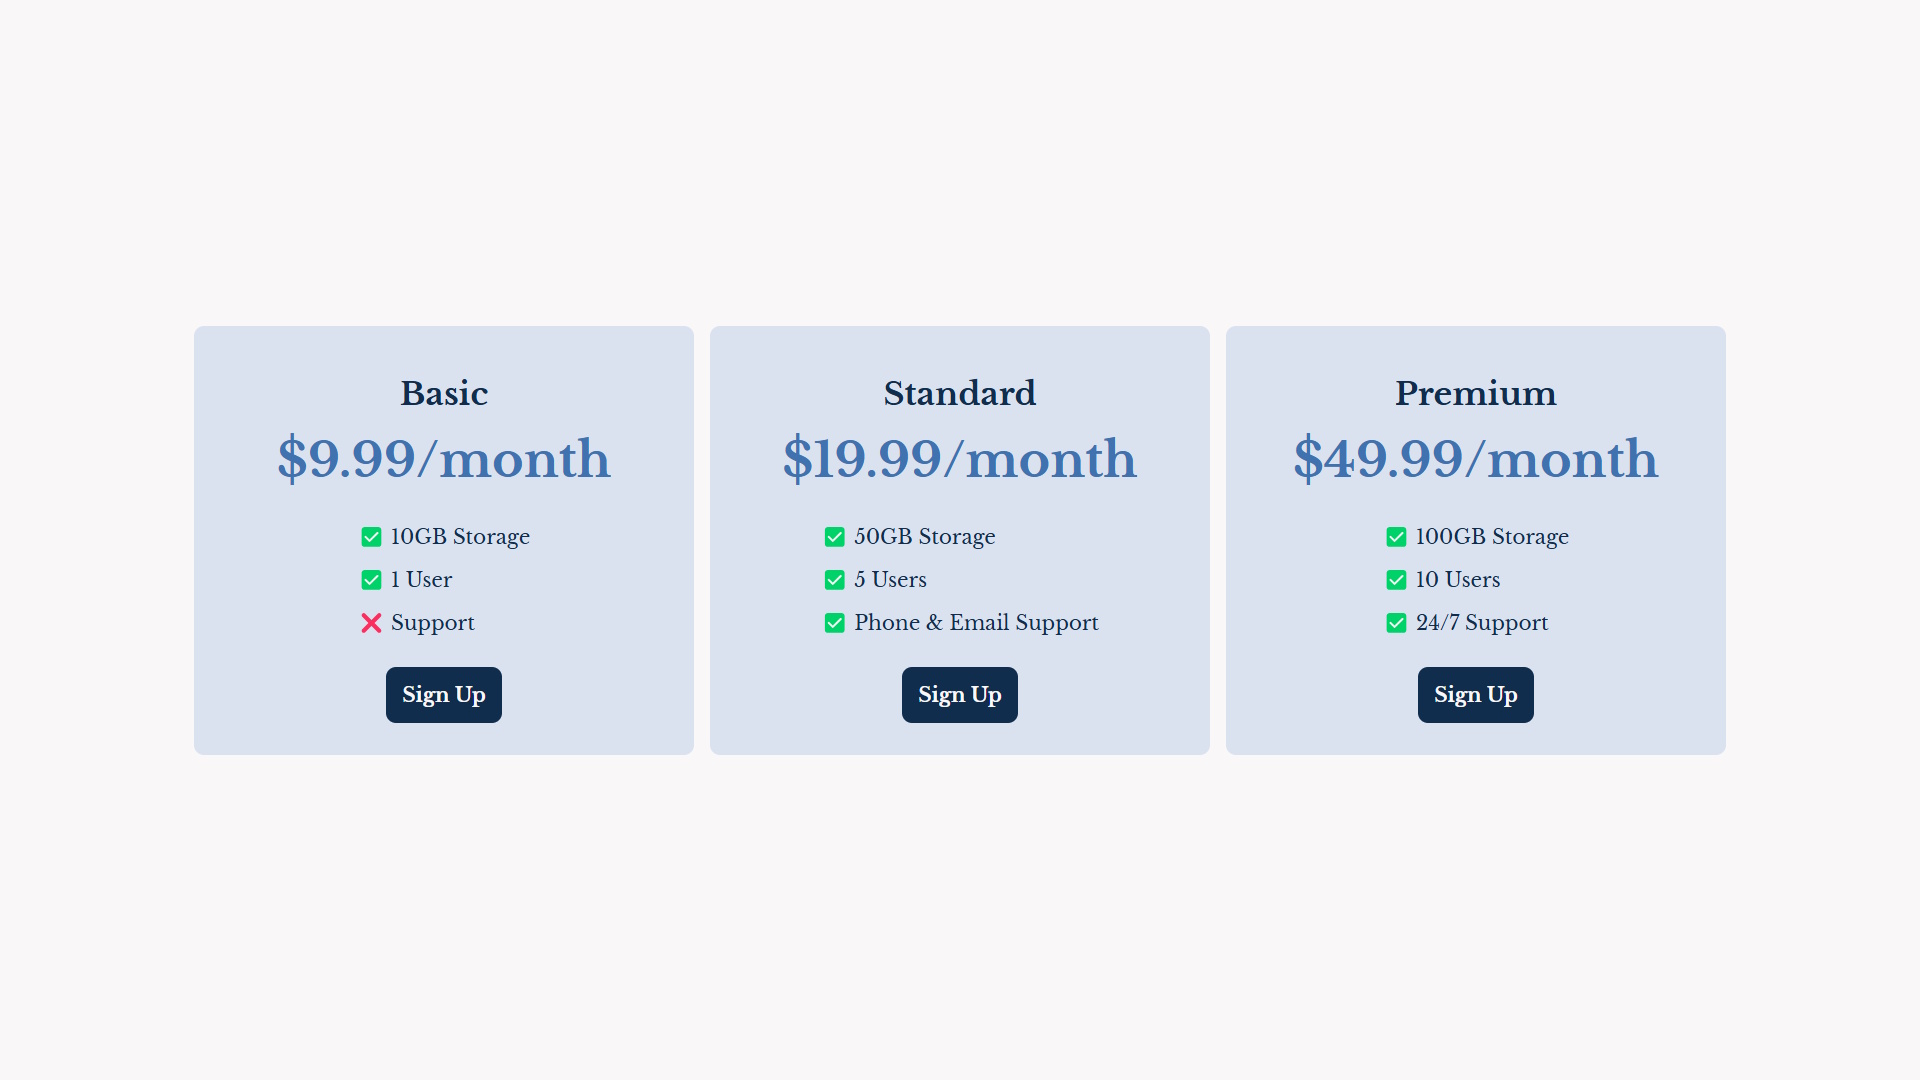 Basic
$9.99/month
10GB Storage
1 User
Support
Sign Up
Standard
$19.99/month
50GB Storage
5 Users
Phone & Email Support
Sign Up
Premium
$49.99/month
100GB Storage
10 Users
24/7 Support
Sign Up